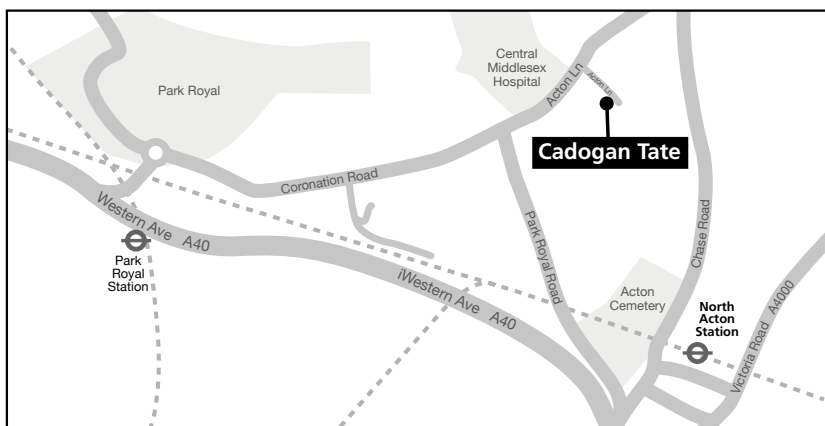 Central
Middlesex
Hospital
Acton Ln
Acton Ln
Park Royal
Cadogan Tate
Coronation Road
Western Ave A40
Park
Royal
Station
iWestern Ave A40
Park Royal Road
Chase Road
Acton
Cemetery
North
Acton
Station
Victoria Road A4000